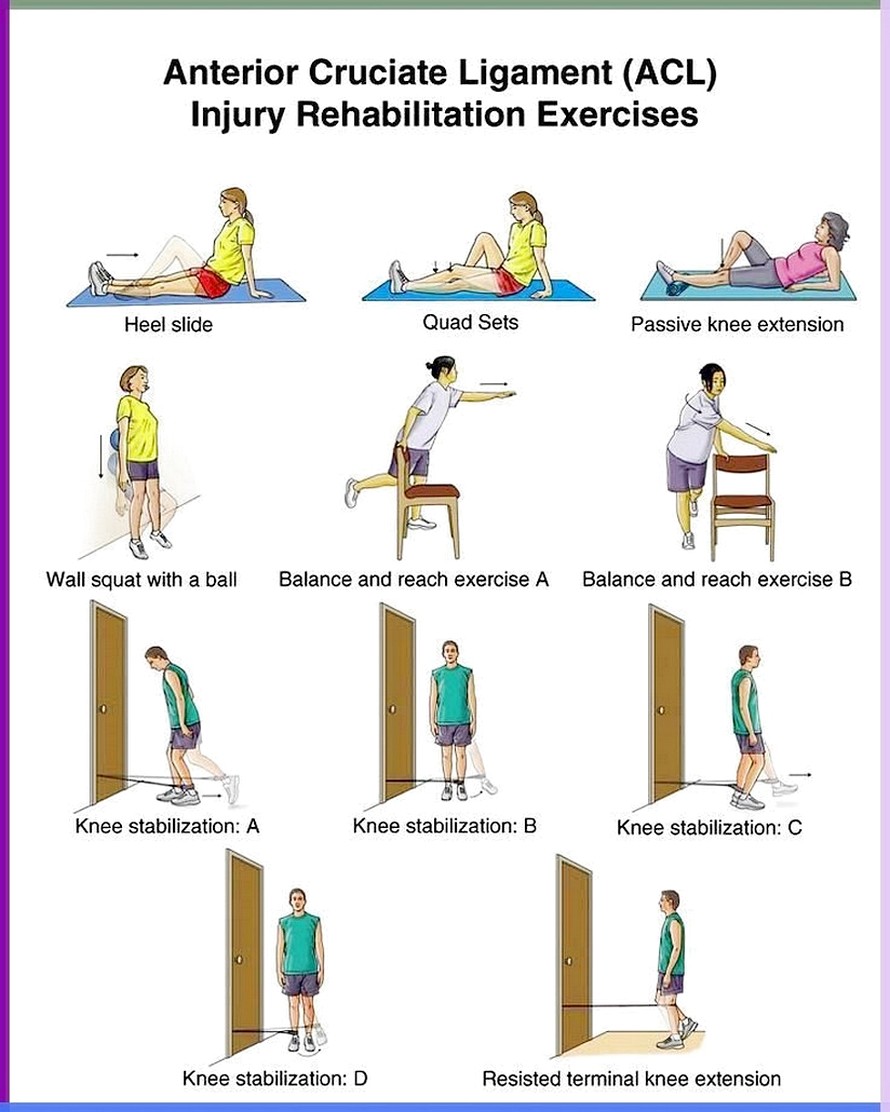 Anterior Cruciate Ligament (ACL)
Injury Rehabilitation Exercises
Heel slide
Quad Sets
Passive knee extension
Wall squat with a ball
Balance and reach exercise A
Balance and reach exercise B
Knee stabilization: A
Knee stabilization: B
Knee stabilization: C
Knee stabilization: D
Resisted terminal knee extension